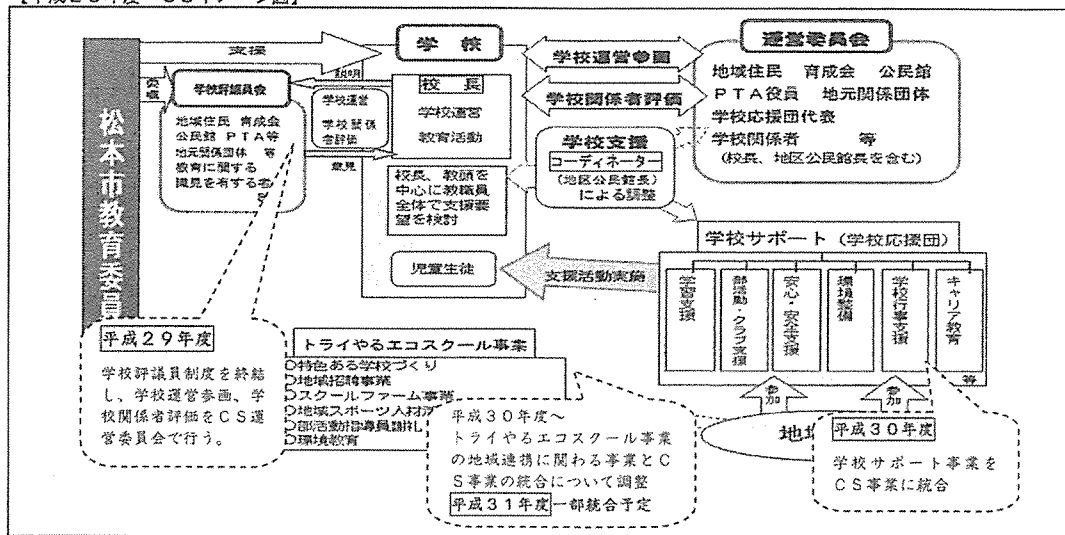 支援
学校
学校運営参画
運営委員会
委嘱
学校評議員会
説明
学校運営
学校関係
者評価
意見
校長
学校運営
教育活動
学校関係者評価
地域住民 育成会 公民館
PTA役員 地元関係団体
学校応援団代表
学校関係者 等
(校長、地区公民館長を含む)
松本市教育委員
地域住民 育成会
公民館 PTA等
地元関係団体 等
教育に関する
識見を有する者
学校支援
コーディネーター
(地区公民館長)
による調整
校長、教頭を
中心に教職員
全体で支援要
望を検討
児童生徒
支援活動実施
学校サポート(学校応援団)
学習支援
部活動・クラブ支援
安心・安全支援
環境整備
学校行事支援
キャリア教育
等
参加
参加
平成29年度
学校評議員制度を終結
し、学校運営参画、学
校関係者評価をCS運
営委員会で行う。
トライやるエコスクール事業
○特色ある学校づくり
○地域招聘事業
○スクールファーム事業
○地域スポーツ人材
○部活動指導員謝礼
○環境教育
平成30年度~
トライやるエコスクール事業
の地域連携に関わる事業とC
S事業の統合について調整
平成31年度一部統合予定
地
平成30年度
学校サポート事業を
CS事業に統合